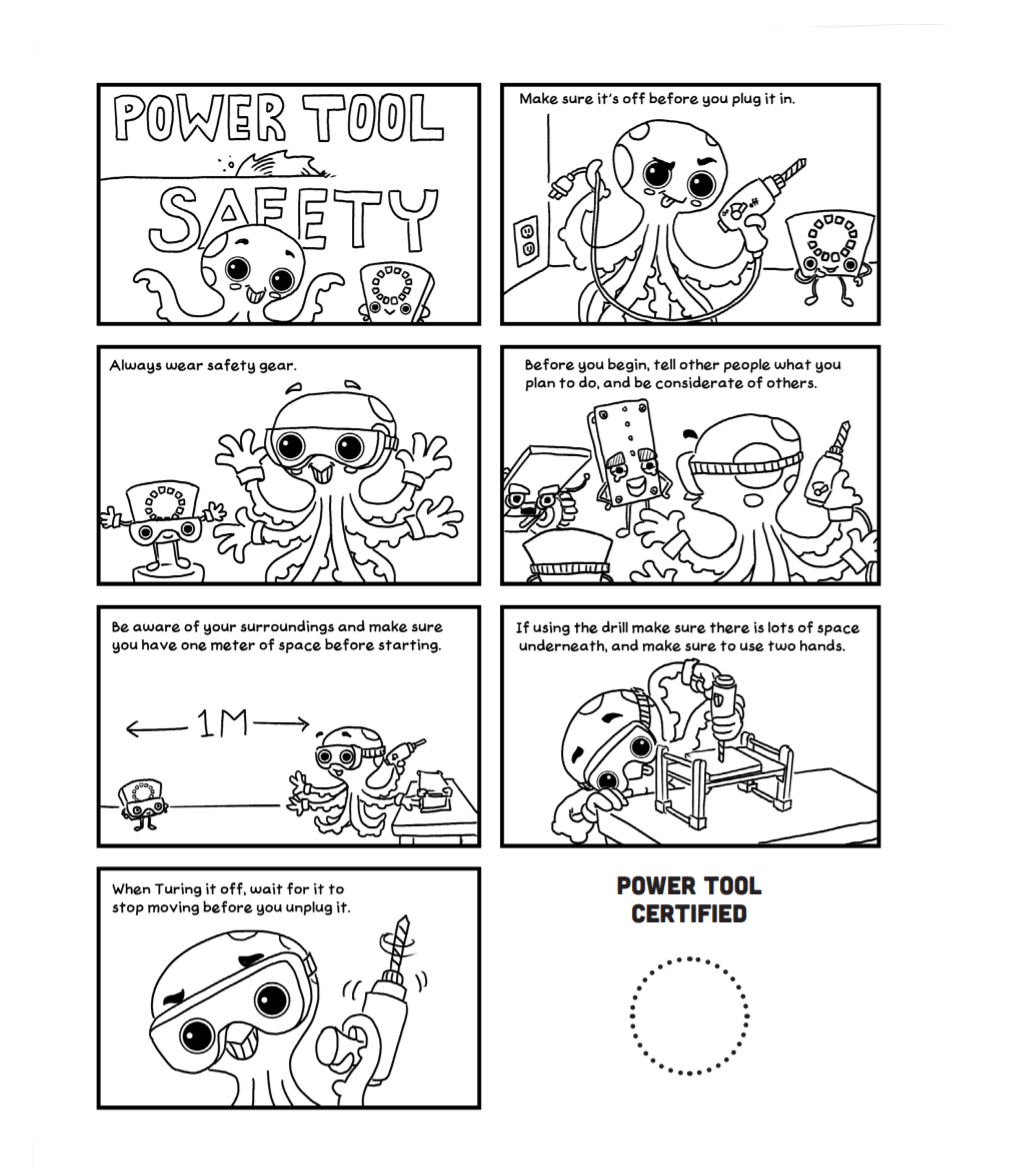 POWER TOOL
SAFETY
Make sure it's off before you plug it in.
off
Always wear safety gear.
Before you begin, tell other people what you
plan to do, and be considerate of others.
Be aware of your surroundings and make sure
you have one meter of space before starting.
1M
If using the drill make sure there is lots of space
underneath, and make sure to use two hands.
When Turing it off, wait for it to
stop moving before you unplug it.
POWER TOOL
CERTIFIED